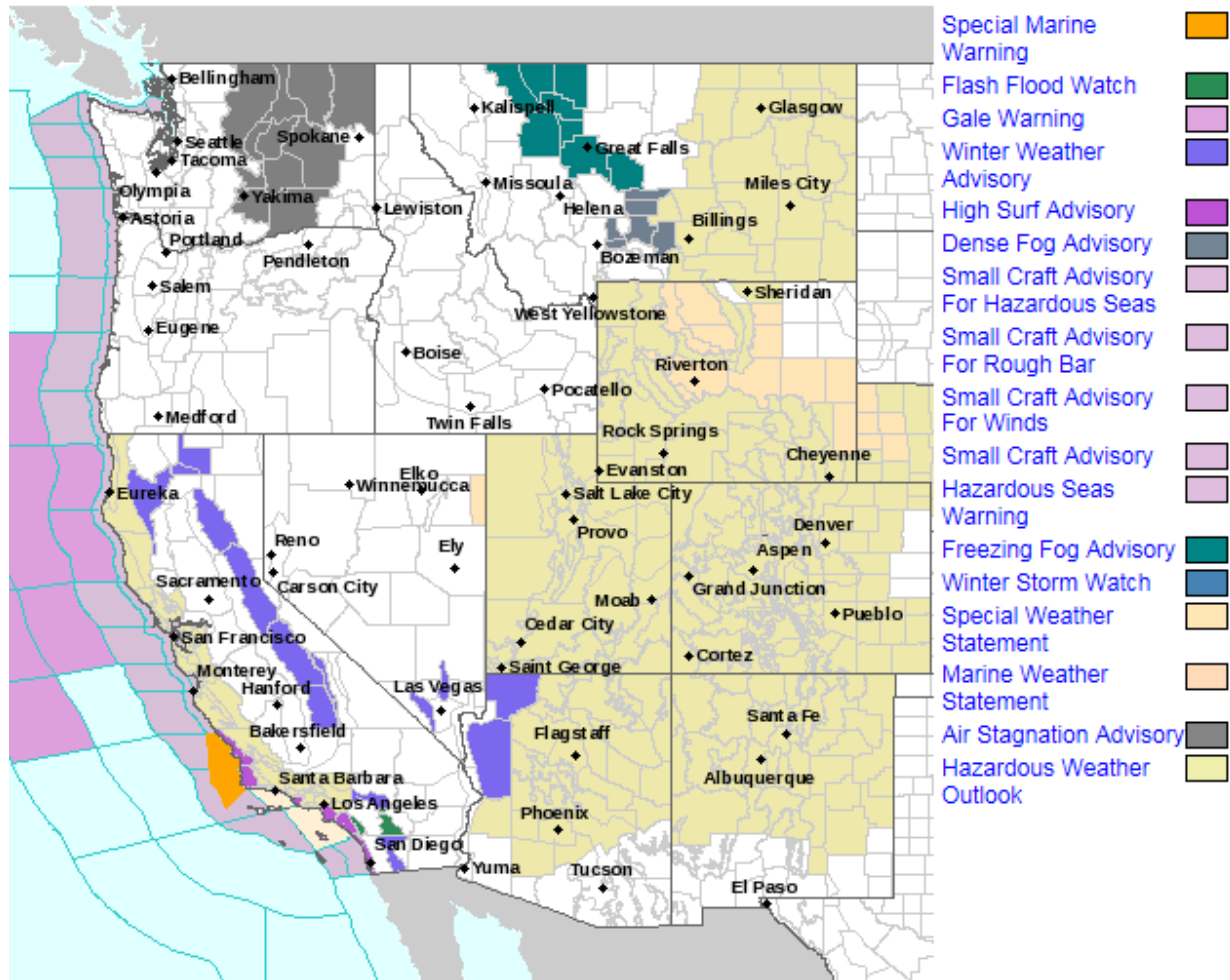 Bellingham
Seattle
Spokane
Tacoma
Olympia
Yakima
Astoria
Portland
Pendleton
Lewiston
Salem
Eugene
Medford
Kalispell
Great Falls
Missoula
Helena
Bozeman
Glasgow
Miles City
Billings
West Yellowstone
Sheridan
Boise
Pocatello
Twin Falls
Riverton
Rock Springs
Evanston
Cheyenne
Eureka
Winnemucca
Elko
Reno
Ely
Carson City
Sacramento
San Francisco
Monterey
Hanford
Las Vegas
Bakersfield
Santa Barbara
Los Angeles
San Diego
Salt Lake City
Provo
Moab
Cedar City
Saint George
Denver
Aspen
Grand Junction
Pueblo
Cortez
Flagstaff
Phoenix
Yuma
Tucson
Santa Fe
Albuquerque
El Paso
Special Marine
Warning
Flash Flood Watch
Gale Warning
Winter Weather
Advisory
High Surf Advisory
Dense Fog Advisory
Small Craft Advisory
For Hazardous Seas
Small Craft Advisory
For Rough Bar
Small Craft Advisory
For Winds
Small Craft Advisory
Hazardous Seas
Warning
Freezing Fog Advisory
Winter Storm Watch
Special Weather
Statement
Marine Weather
Statement
Air Stagnation Advisory
Hazardous Weather
Outlook